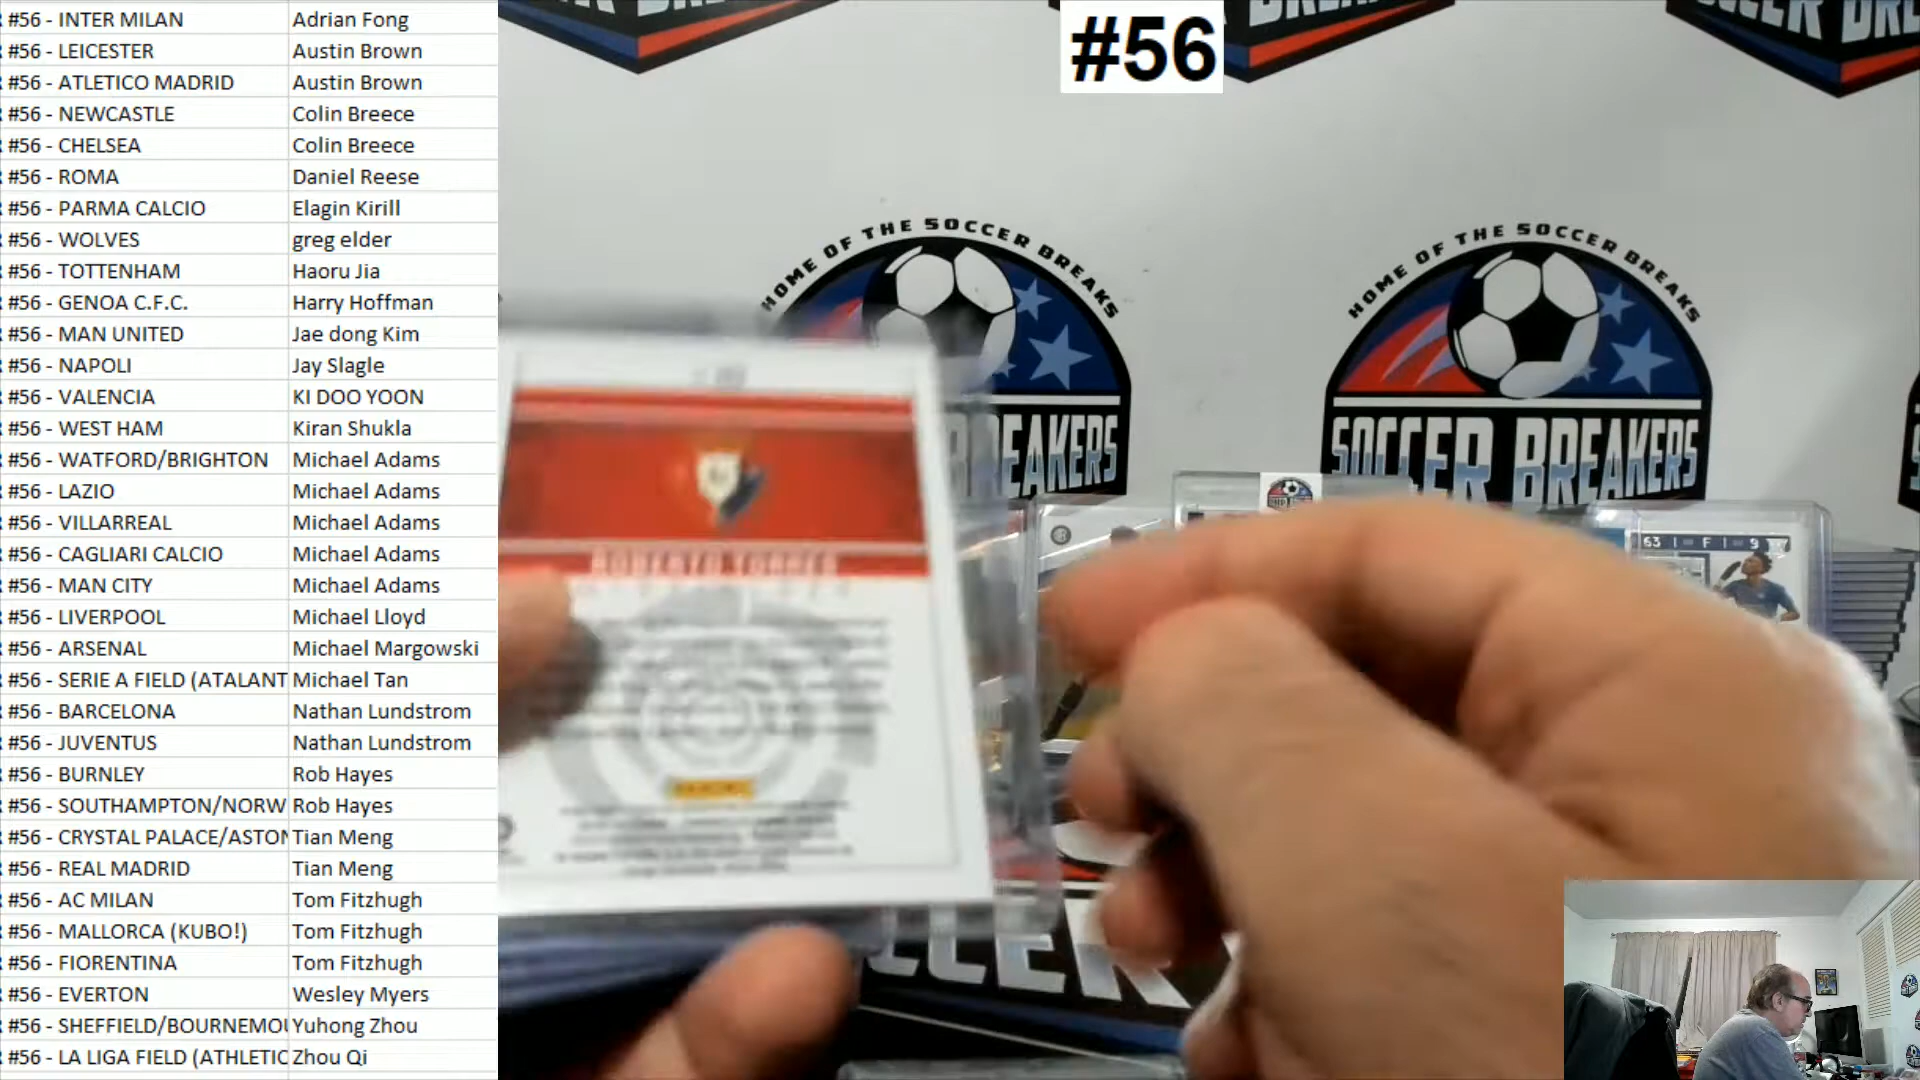 #56 - INTER MILAN Adrian Fong
#56 - LEICESTER Austin Brown
#56 - ATLETICO MADRID Austin Brown
#56 - NEWCASTLE Colin Breece
#56 - CHELSEA Colin Breece
#56 - ROMA Daniel Reese
#56 - PARMA CALCIO Elagin Kirill
#56 - WOLVES greg elder
#56 - TOTTENHAM Haoru Jia
#56 - GENOA C.F.C. Harry Hoffman
#56 - MAN UNITED Jae dong Kim
#56 - NAPOLI Jay Slagle
#56 - VALENCIA KI DOO YOON
#56 - WEST HAM Kiran Shukla
#56 - WATFORD/BRIGHTON Michael Adams
#56 - LAZIO Michael Adams
#56 - VILLARREAL Michael Adams
#56 - CAGLIARI CALCIO Michael Adams
#56 - MAN CITY Michael Adams
#56 - LIVERPOOL Michael Lloyd
#56 - ARSENAL Michael Margowski
#56 - SERIE A FIELD (ATALANT Michael Tan
#56 - BARCELONA Nathan Lundstrom
#56 - JUVENTUS Nathan Lundstrom
#56 - BURNLEY Rob Hayes
#56 - SOUTHAMPTON/NORW Rob Hayes
#56 - CRYSTAL PALACE/ASTON Tian Meng
#56 - REAL MADRID Tian Meng
#56 - AC MILAN Tom Fitzhugh
#56 - MALLORCA (KUBO!) Tom Fitzhugh
#56 - FIORENTINA Tom Fitzhugh
#56 - EVERTON Wesley Myers
#56 - SHEFFIELD/BOURNEMOU Yuhong Zhou
#56 - LA LIGA FIELD (ATHLETIC Zhou Qi
#56
HOME OF THE SOCCER BREAKS
EAKERS
HOME OF THE SOCCER BREAKS
SOCCER BREAKERS
ROBERTO TORRES
PANINI
63 | F | 9